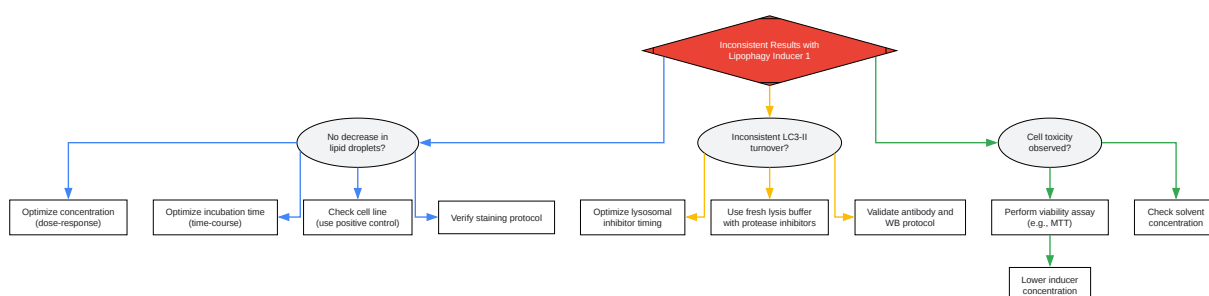 Inconsistent Results with
Lipophagy Inducer 1
No decrease in
lipid droplets?
Inconsistent LC3-II
turnover?
Cell toxicity
observed?
Optimize concentration
(dose-response)
Optimize incubation time
(time-course)
Check cell line
(use positive control)
Verify staining protocol
Optimize lysosomal
inhibitor timing
Use fresh lysis buffer
with protease inhibitors
Validate antibody and
WB protocol
Perform viability assay
(e.g., MTT)
Check solvent
concentration
Lower inducer
concentration